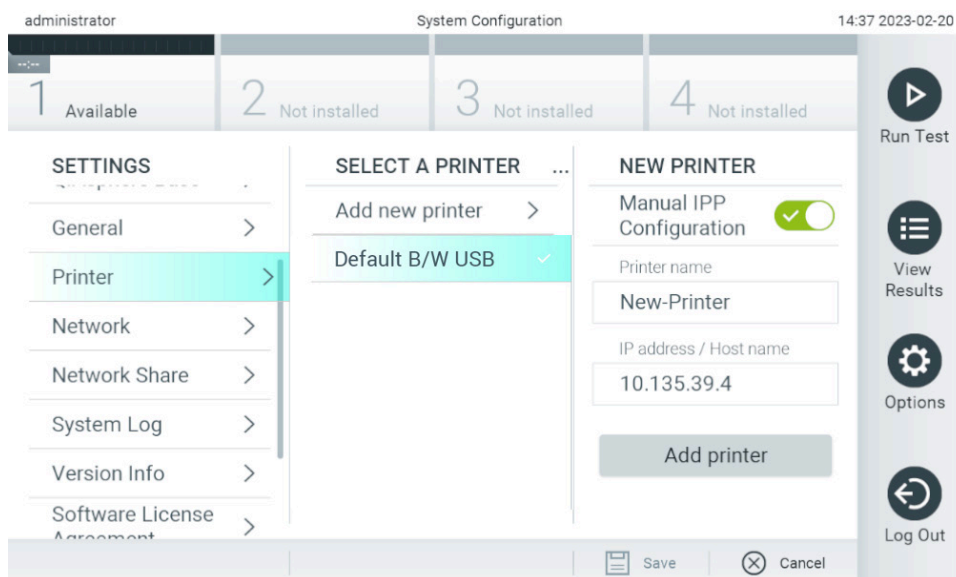 administrator
System Configuration
14:37 2023-02-20
--:--
1 Available
2 Not installed
3 Not installed
4 Not installed
Run Test
View
Results
Options
Log Out
SETTINGS
General
Printer
Network
Network Share
System Log
Version Info
Software License
Agreement
SELECT A PRINTER ...
Add new printer
Default B/W USB
NEW PRINTER
Manual IPP
Configuration
Printer name
New-Printer
IP address / Host name
10.135.39.4
Add printer
Save
Cancel